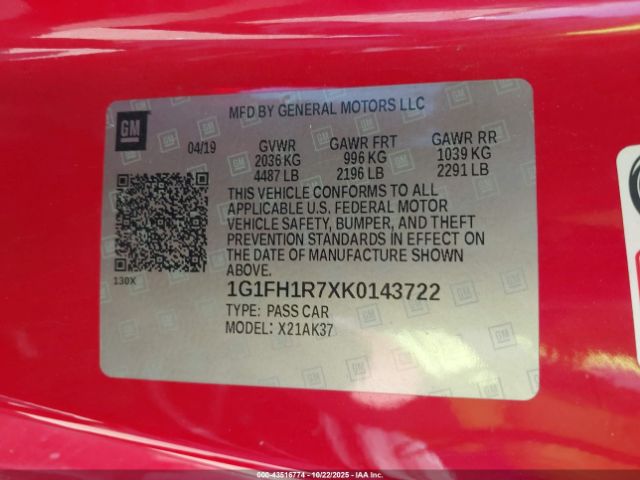 MFD BY GENERAL MOTORS LLC
GM
04/19 GVWR GAWR FRT GAWR RR
2036 KG 996 KG 1039 KG
4487 LB 2196 LB 2291 LB
THIS VEHICLE CONFORMS TO ALL
APPLICABLE U.S. FEDERAL MOTOR
VEHICLE SAFETY, BUMPER, AND THEFT
PREVENTION STANDARDS IN EFFECT ON
THE DATE OF MANUFACTURE SHOWN
ABOVE.
130X
1G1FH1R7XK0143722
TYPE: PASS CAR
MODEL: X21AK37
000-43516774 | 10/22/2025 | IAAI.COM